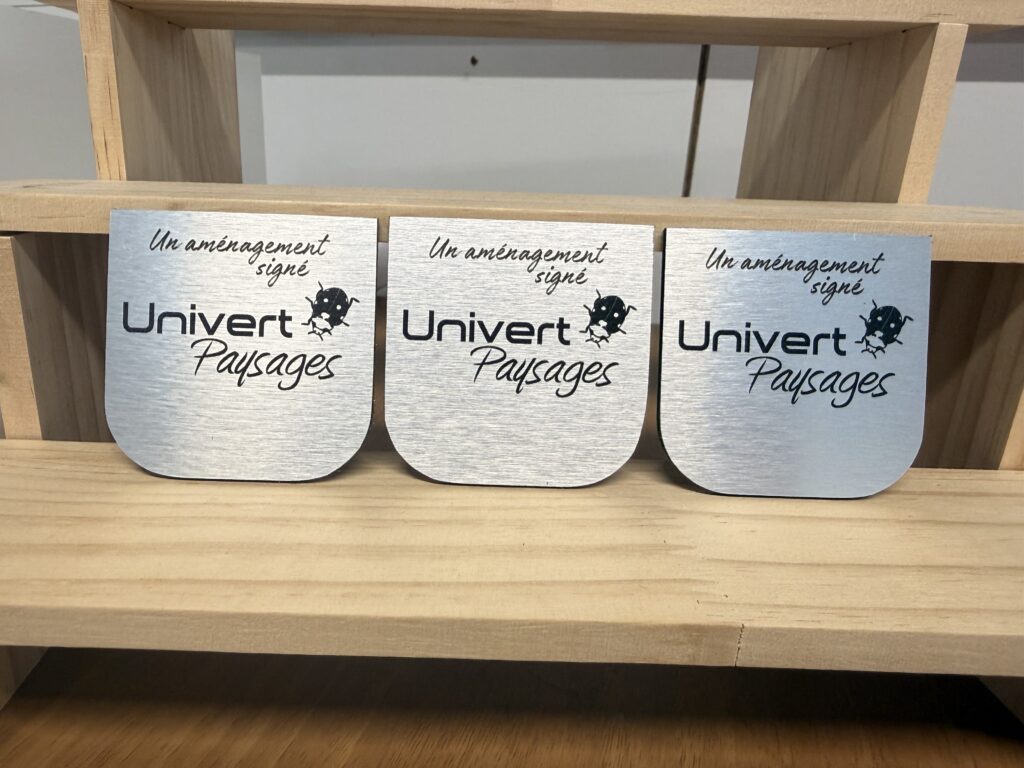 Un aménagement
signé
Univert
Paysages
Un aménagement
signé
Univert
Paysages
Un aménagement
signé
Univert
Paysages